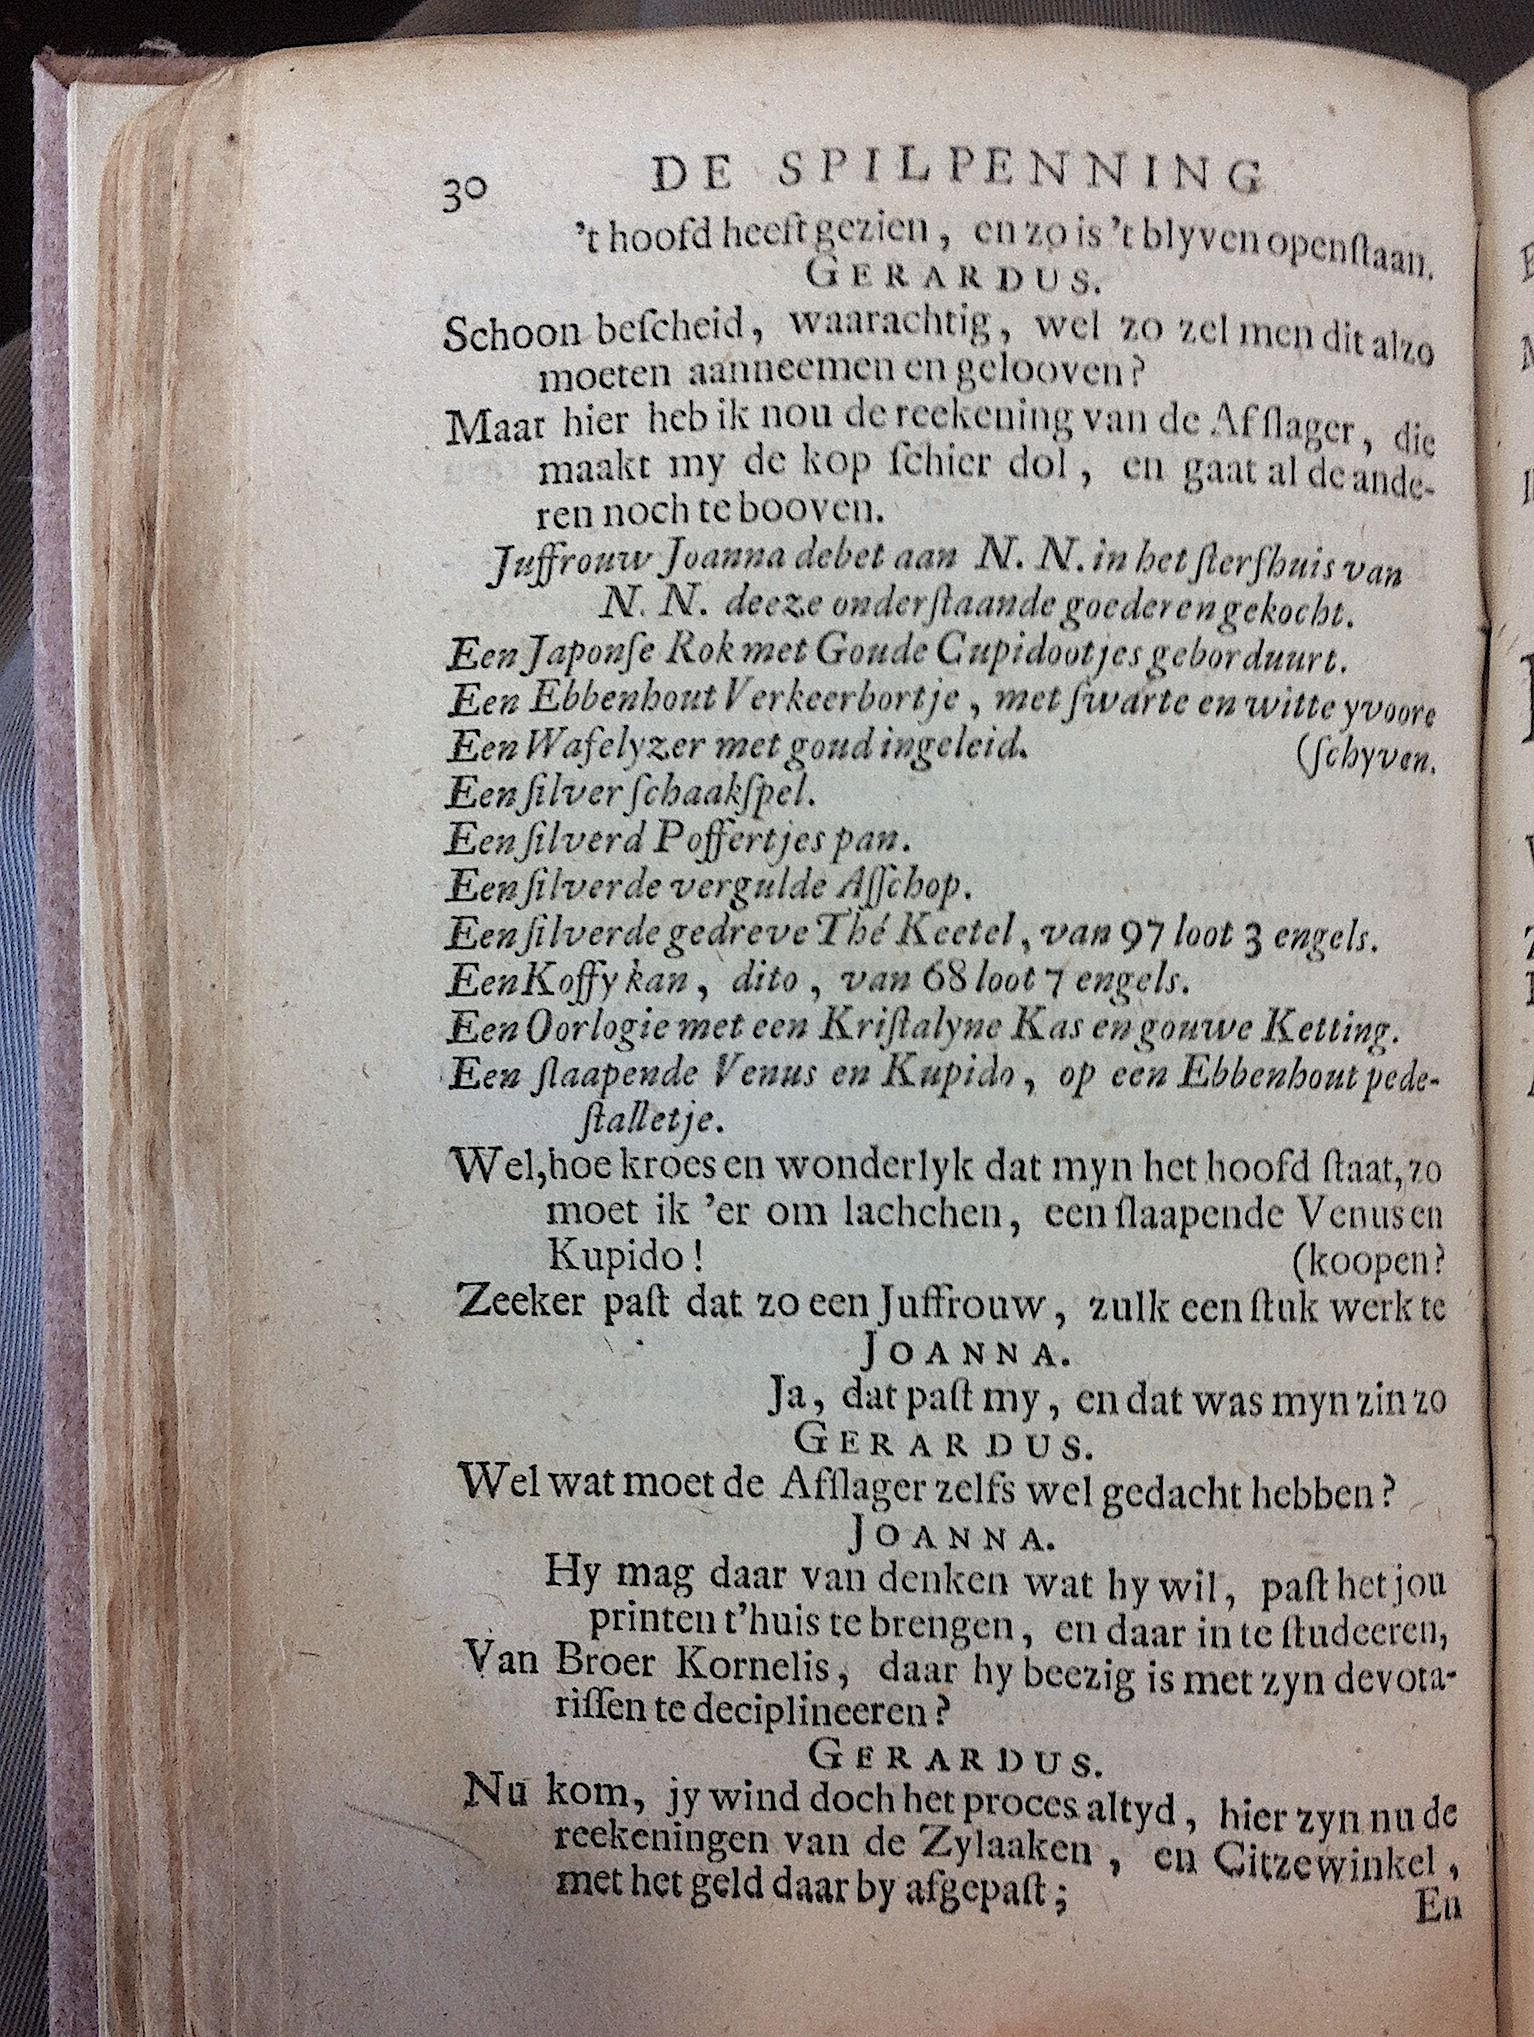 30 DE SPILPENNING
't hoofd heeft gezien, en zo is 't blyven openſtaan.
GERARDUS.
Schoon beſcheid, waarachtig, wel zo zel men dit alzo
moeten aanneemen en gelooven?
Maar hier heb ik nou de reekening van de Afſlager, die
maakt my de kop ſchier dol, en gaat al de ande-
ren noch te booven.
Juffrouw Joanna debet aan N. N. in het ſterfhuis van
N. N. deeze onderſtaande goederen gekocht.
Een Japonſe Rok met Goude Cupidootjes geborduurt.
Een Ebbenhout Verkeerbortje, met ſwarte en witte yvoore
Een Wafelyzer met goud ingeleid. (ſchyven.
Een ſilver ſchaakſpel.
Een ſilverd Poffertjes pan.
Een ſilverde vergulde Aſſchop.
Een ſilverde gedreve Thé Keetel, van 97 loot 3 engels.
Een Koffy kan, dito, van 68 loot 7 engels.
Een Oorlogie met een Kriſtalyne Kas en gouwe Ketting.
Een ſlaapende Venus en Kupido, op een Ebbenhout pede-
ſtalletje.
Wel, hoe kroes en wonderlyk dat myn het hoofd ſtaat, zo
moet ik 'er om lachchen, een ſlaapende Venus en
Kupido! (koopen?
Zeeker paſt dat zo een Juffrouw, zulk een ſtuk werk te
JOANNA.
Ja, dat paſt my, en dat was myn zin zo
GERARDUS.
Wel wat moet de Afſlager zelfs wel gedacht hebben?
JOANNA.
Hy mag daar van denken wat hy wil, paſt het jou
printen t'huis te brengen, en daar in te ſtudeeren,
Van Broer Kornelis, daar hy beezig is met zyn devota-
riſſen te deciplineeren?
GERARDUS.
Nu kom, jy wind doch het proces altyd, hier zyn nu de
reekeningen van de Zylaaken, en Citzewinkel,
met het geld daar by afgepaſt;
En